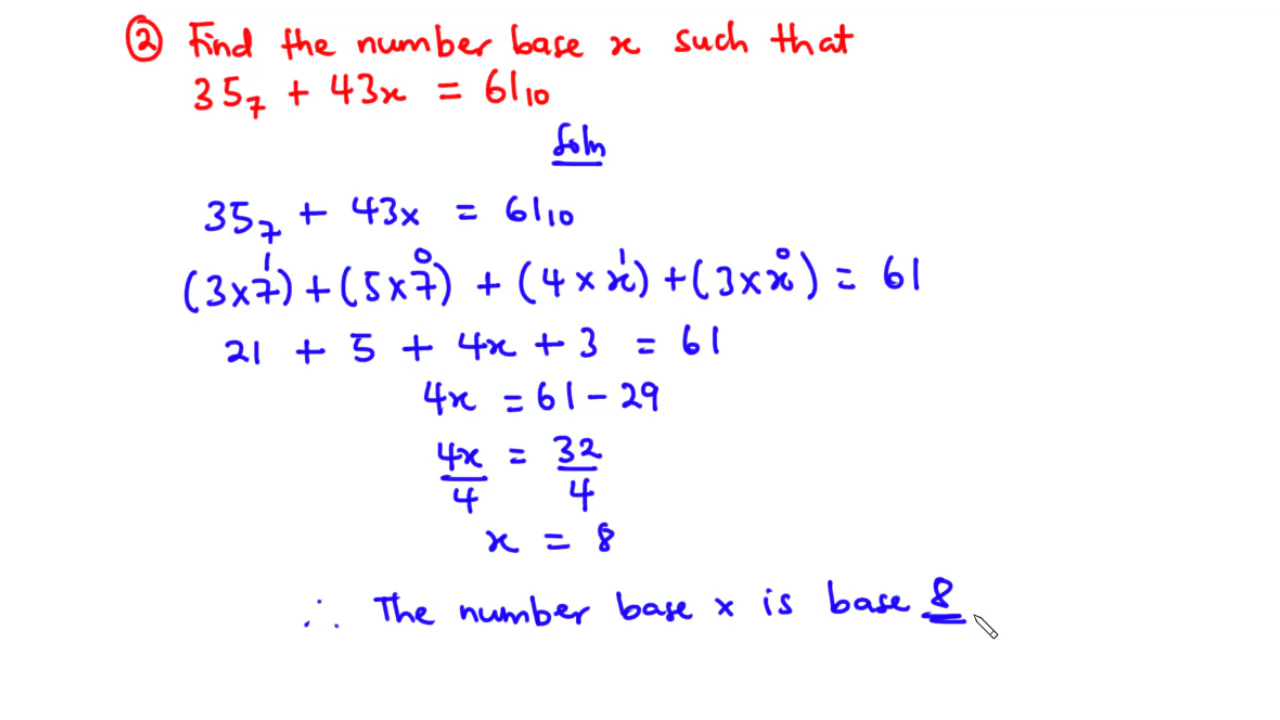 ② Find the number base x such that
35₇ + 43x = 61₁₀
Soln
35₇ + 43x = 61₁₀
(3x7¹) + (5x7⁰) + (4 x x¹) + (3xx⁰) = 61
21 + 5 + 4x + 3 = 61
4x = 61 - 29
4x/4 = 32/4
x = 8
∴ The number base x is base 8